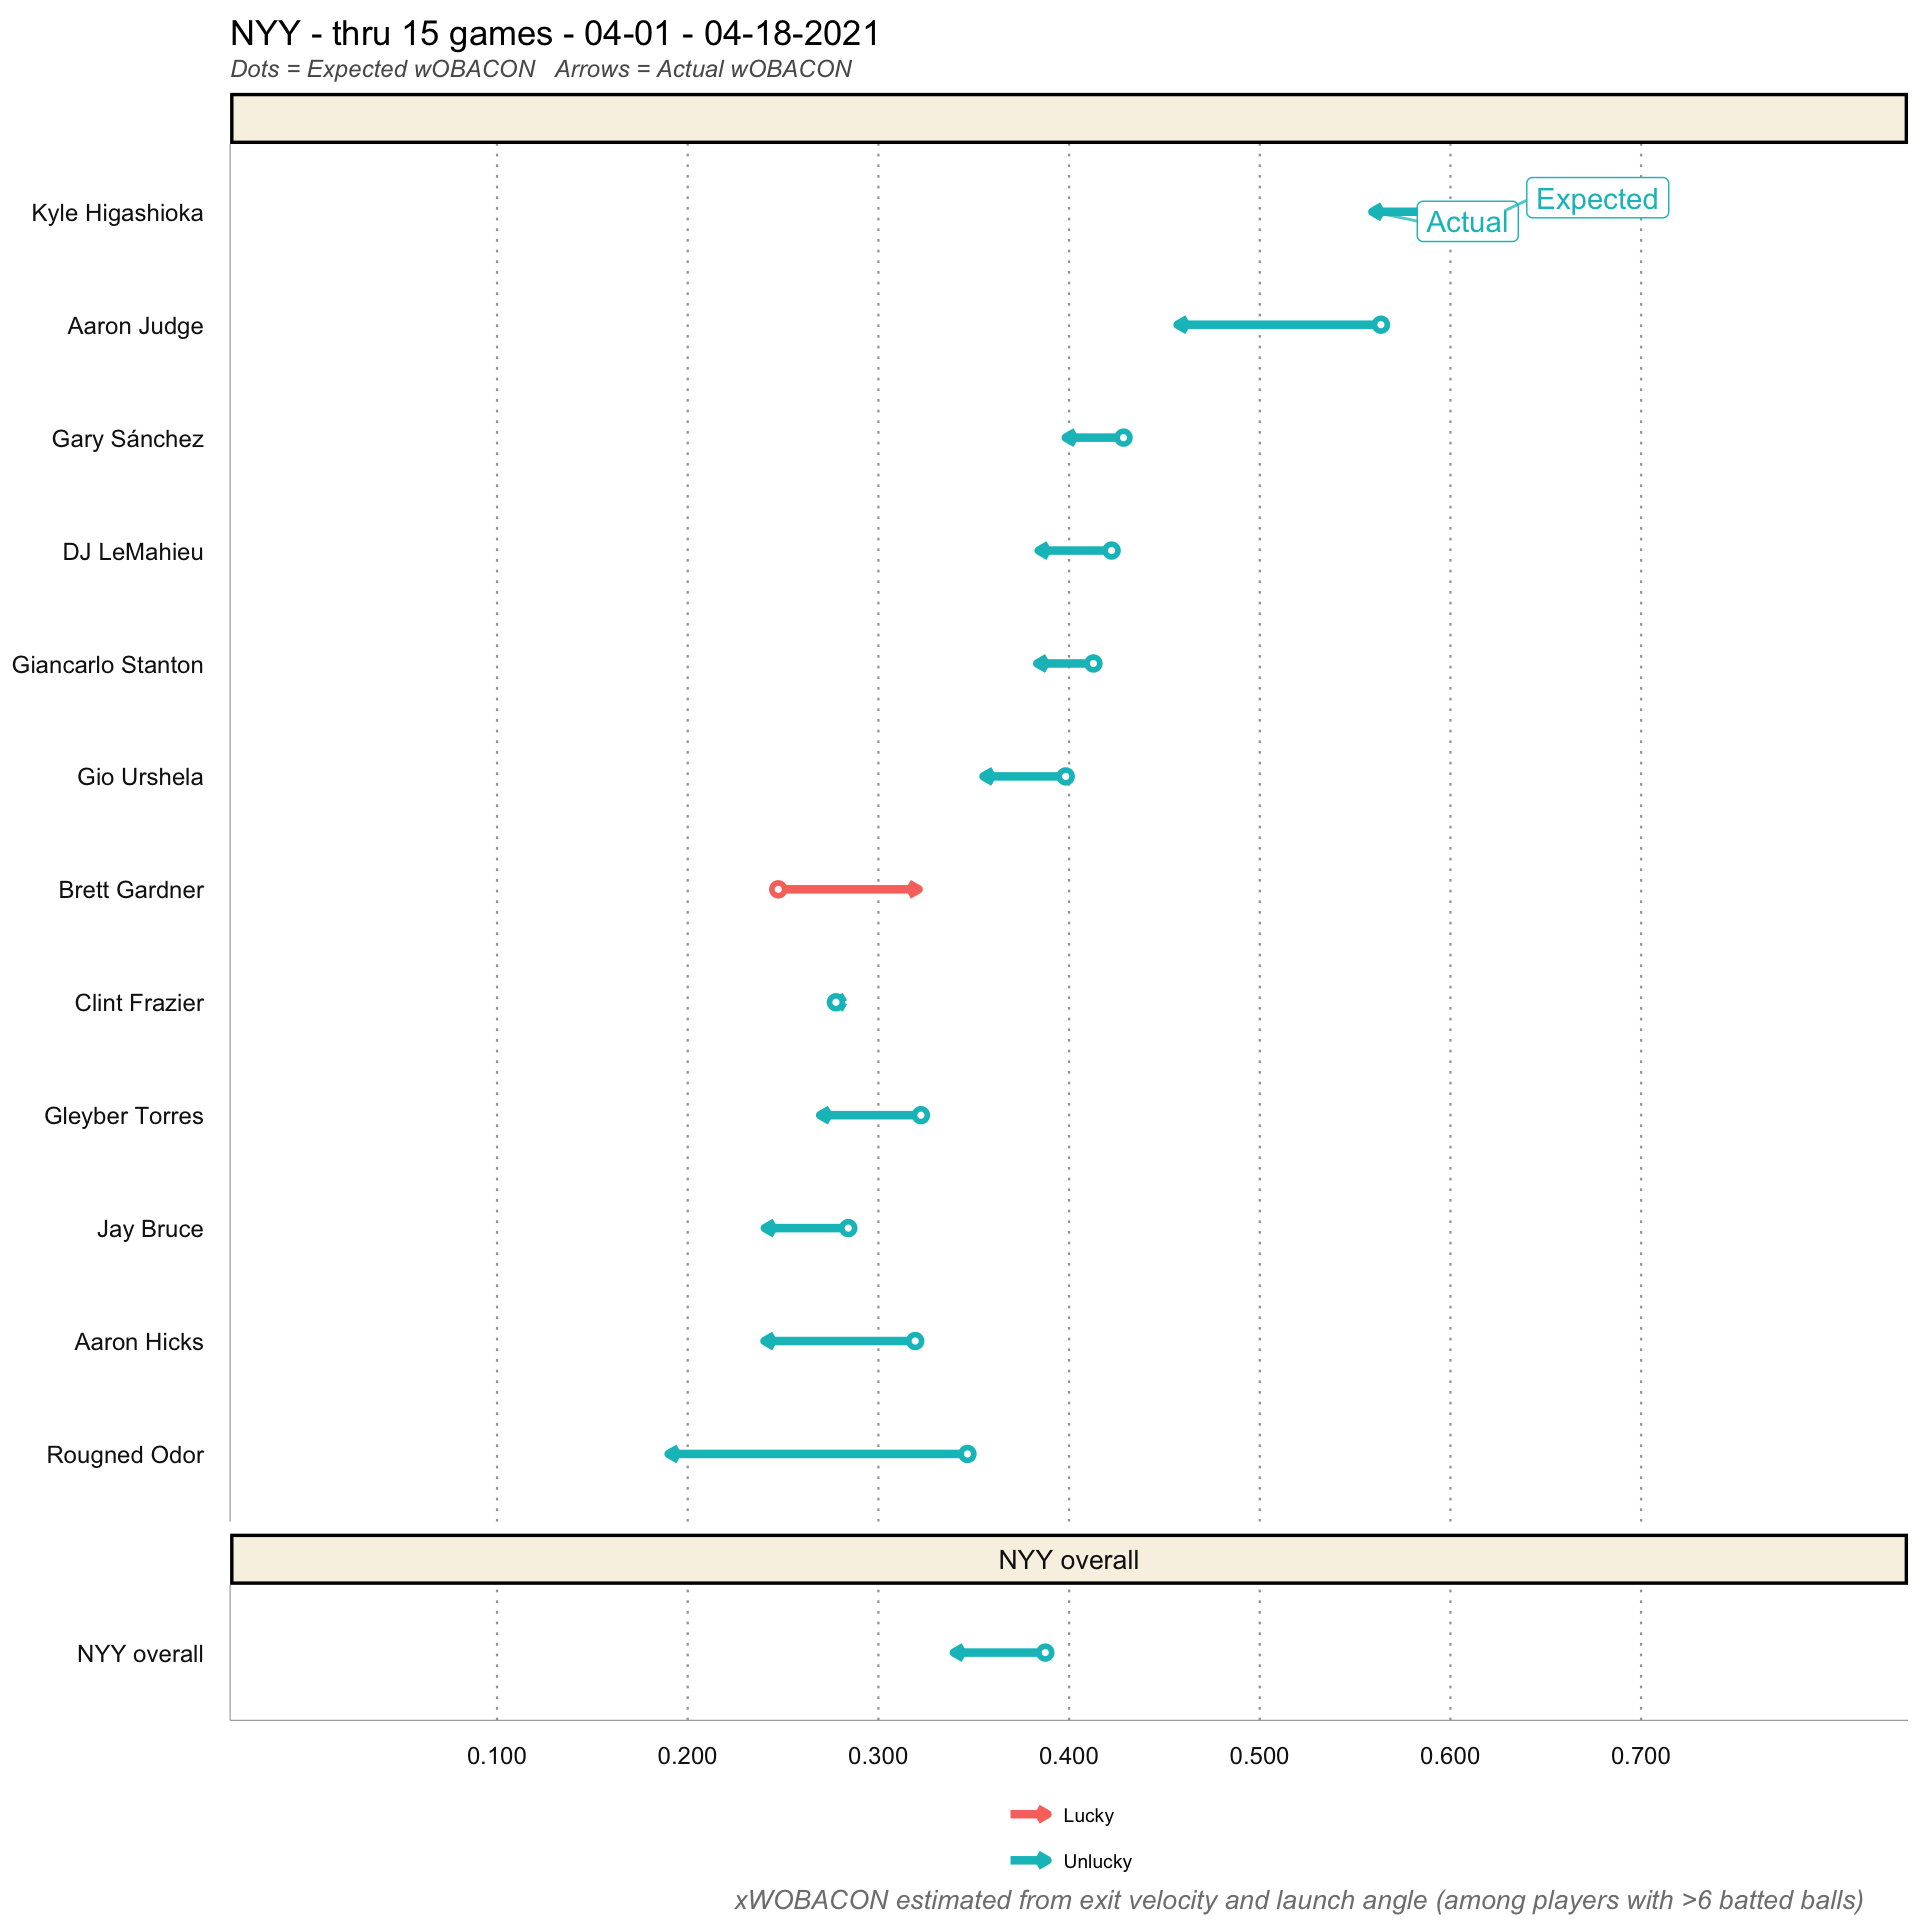 NYY - thru 15 games - 04-01 - 04-18-2021
Dots = Expected wOBACON   Arrows = Actual wOBACON
Kyle Higashioka
Expected
Actual
Aaron Judge
Gary Sánchez
DJ LeMahieu
Giancarlo Stanton
Gio Urshela
Brett Gardner
Clint Frazier
Gleyber Torres
Jay Bruce
Aaron Hicks
Rougned Odor
NYY overall
NYY overall
0.100 0.200 0.300 0.400 0.500 0.600 0.700
Lucky
Unlucky
xWOBACON estimated from exit velocity and launch angle (among players with >6 batted balls)